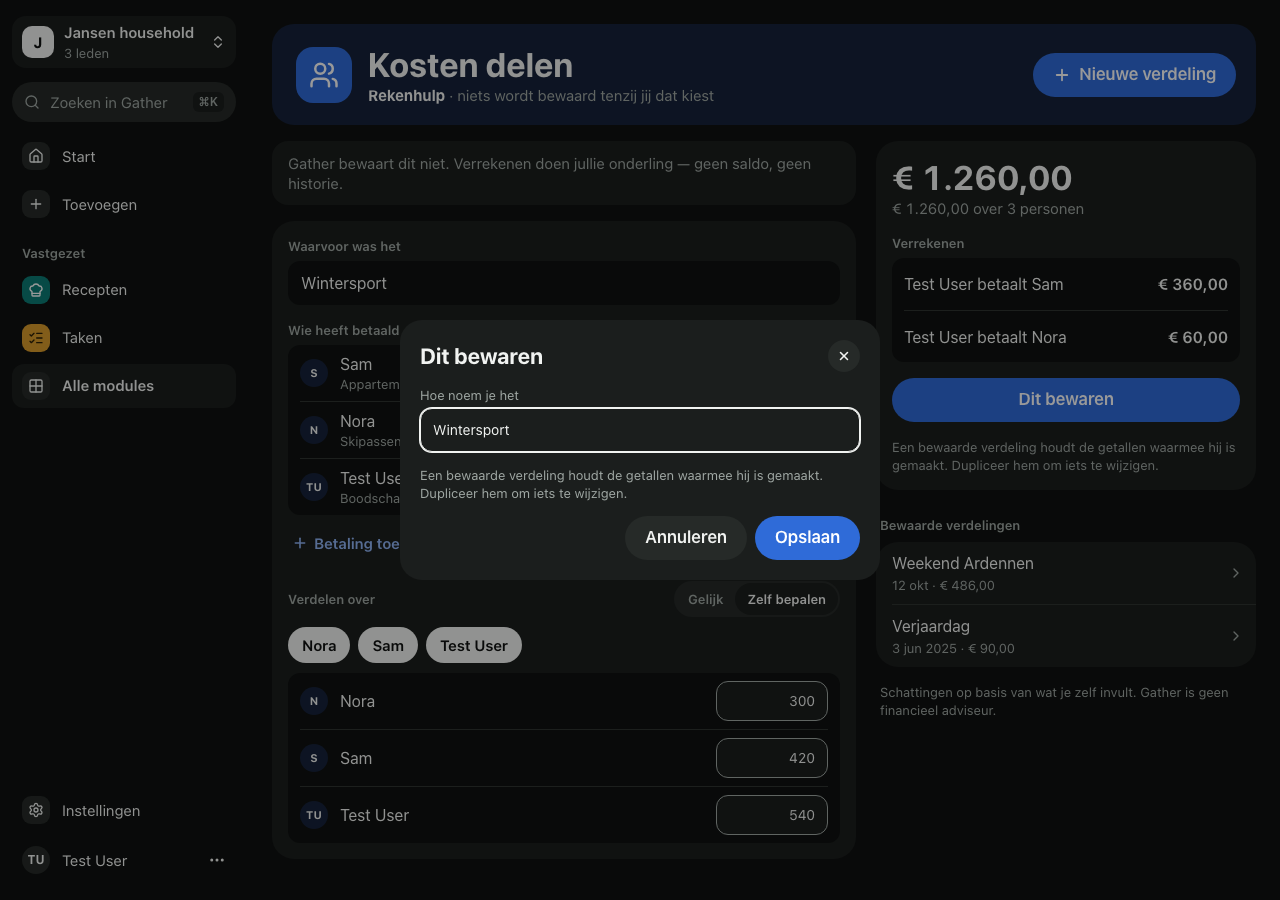 J
Jansen household
3 leden
Zoeken in Gather
⌘K
Start
Toevoegen
Vastgezet
Recepten
Taken
Alle modules
Instellingen
TU
Test User
Kosten delen
Rekenhulp · niets wordt bewaard tenzij jij dat kiest
Nieuwe verdeling
Gather bewaart dit niet. Verrekenen doen jullie onderling — geen saldo, geen
historie.
Waarvoor was het
Wintersport
Wie heeft betaald
S
Sam
Appartem
N
Nora
Skipassen
TU
Test Use
Boodscha
Betaling toe
Verdelen over
Gelijk
Zelf bepalen
Nora
Sam
Test User
N
Nora
300
S
Sam
420
TU
Test User
540
Dit bewaren
Hoe noem je het
Wintersport
Een bewaarde verdeling houdt de getallen waarmee hij is gemaakt.
Dupliceer hem om iets te wijzigen.
Annuleren
Opslaan
€ 1.260,00
€ 1.260,00 over 3 personen
Verrekenen
Test User betaalt Sam
€ 360,00
Test User betaalt Nora
€ 60,00
Dit bewaren
Een bewaarde verdeling houdt de getallen waarmee hij is
gemaakt. Dupliceer hem om iets te wijzigen.
Bewaarde verdelingen
Weekend Ardennen
12 okt · € 486,00
Verjaardag
3 jun 2025 · € 90,00
Schattingen op basis van wat je zelf invult. Gather is geen
financieel adviseur.